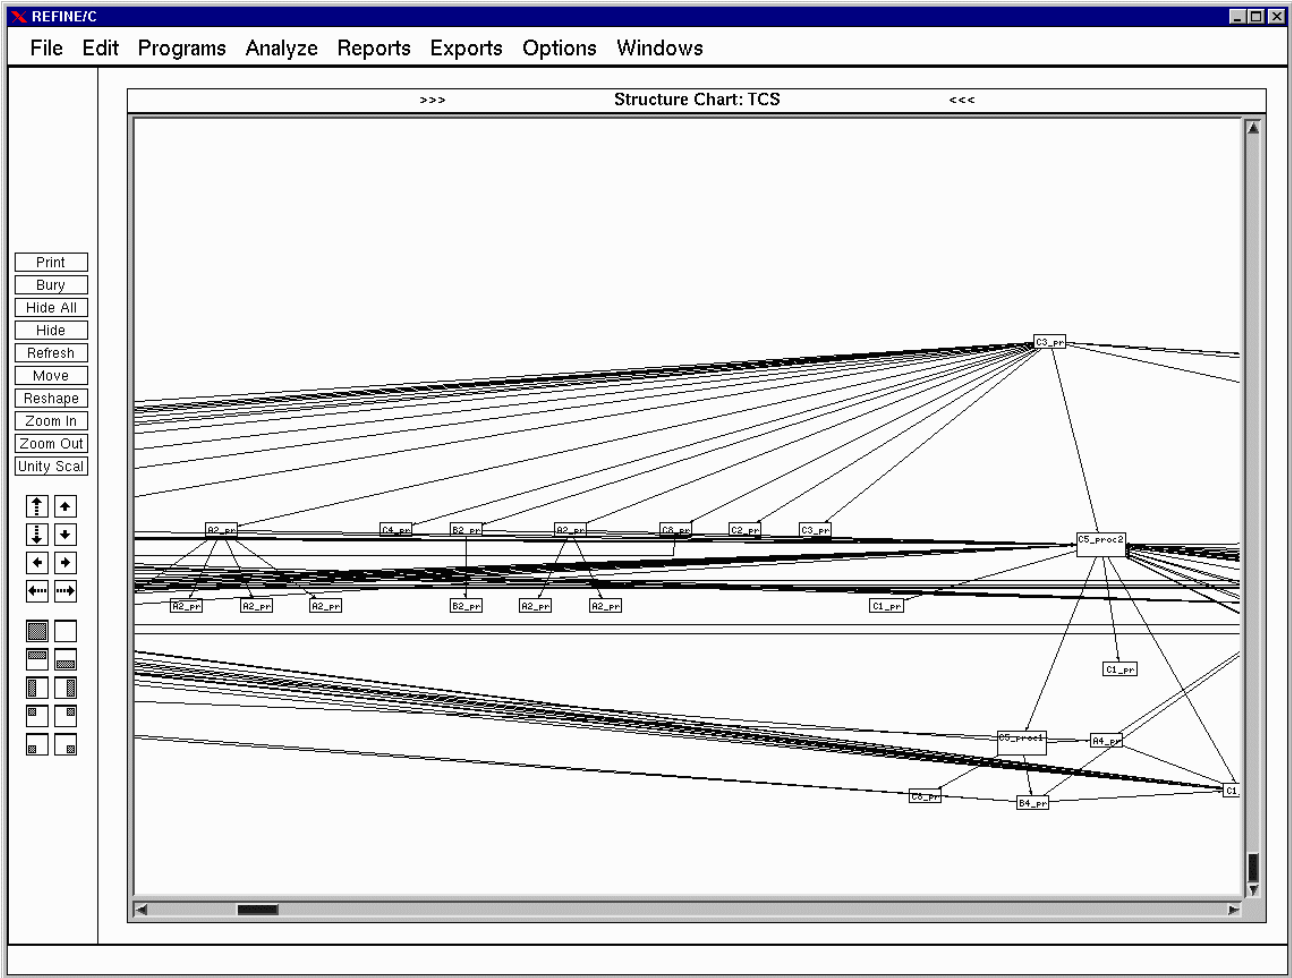 REFINE/C
File Edit Programs Analyze Reports Exports Options Windows
>>> Structure Chart: TCS <<<
Print
Bury
Hide All
Hide
Refresh
Move
Reshape
Zoom In
Zoom Out
Unity Scal
C3_pr
A2_pr C4_pr B2_pr A2_pr C8_pr C2_pr C3_pr
C5_proc2
A2_pr A2_pr A2_pr B2_pr A2_pr A2_pr C1_pr
C1_pr
C5_proc1 A4_pr
C1_
B4_pr